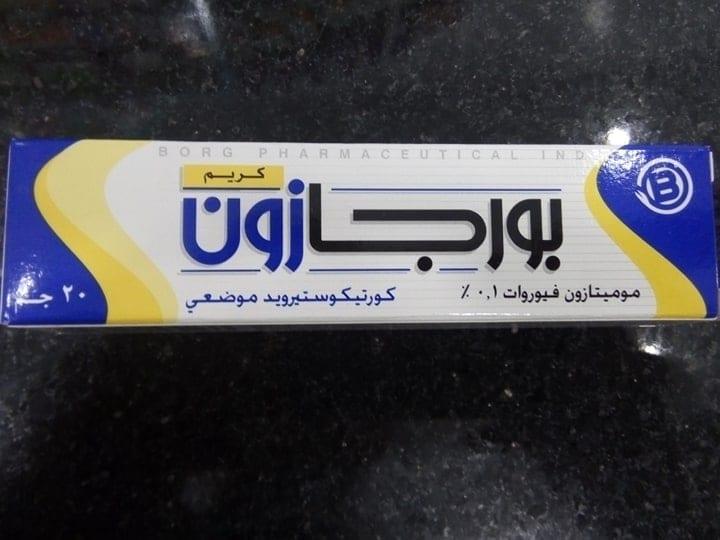 BORG PHARMACEUTICAL IND
كريم
بورجازون
موميتازون فيوروات ٠,١ ٪
كورتيكوستيرويد موضعي
٢٠ جم
B